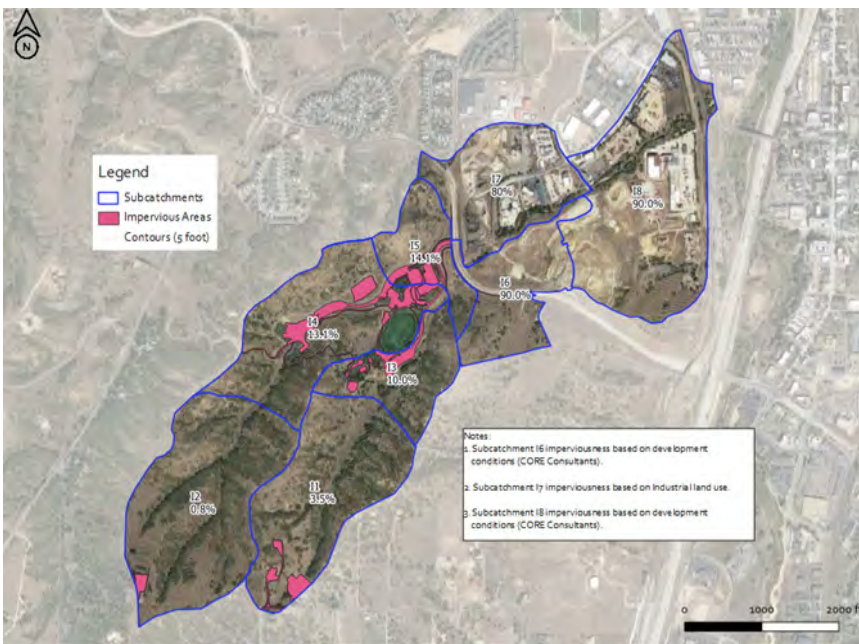 N
Legend
Subcatchments
Impervious Areas
Contours (5 foot)
I7
80%
I8
90.0%
I5
14.1%
I6
90.0%
I4
13.1%
I3
10.0%
I1
3.5%
I2
0.8%
Notes:
1. Subcatchment I6 imperviousness based on development
conditions (CORE Consultants).
2. Subcatchment I7 imperviousness based on Industrial land use.
3. Subcatchment I8 imperviousness based on development
conditions (CORE Consultants).
0 1000 2000 f